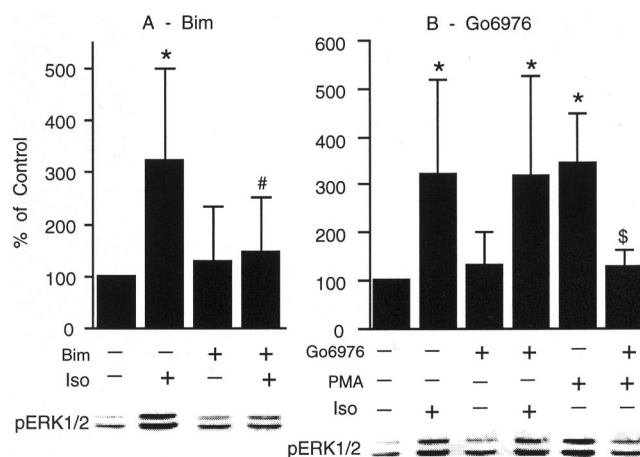 A - Bim
B - Go6976
% of Control
500
400
300
200
100
0
*
#
Bim − − + +
Iso − + − +
pERK1/2
600
500
400
300
200
100
0
*
*
*
$
Go6976 − − + + − +
PMA − − − − + +
Iso − + − + − −
pERK1/2